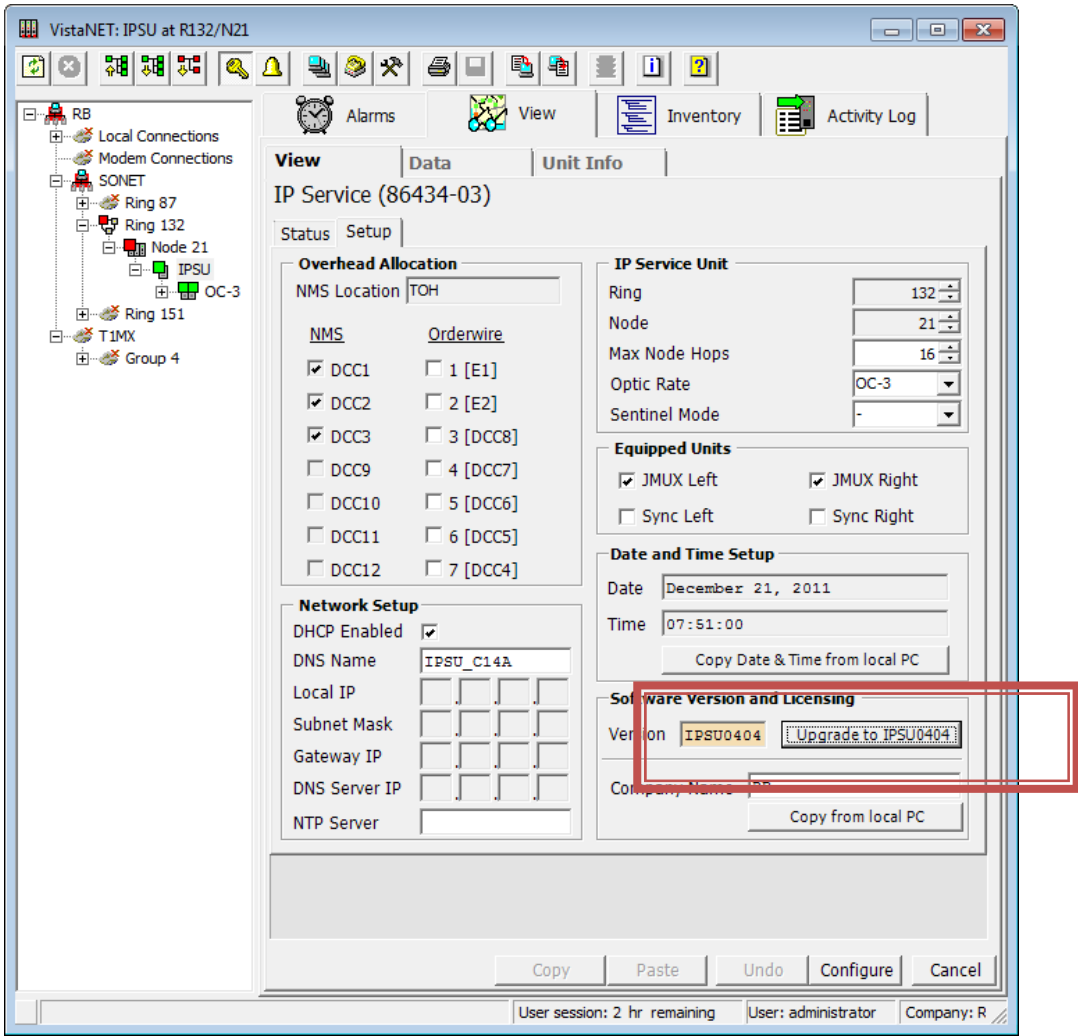 VistaNET: IPSU at R132/N21
RB
Local Connections
Modem Connections
SONET
Ring 87
Ring 132
Node 21
IPSU
OC-3
Ring 151
T1MX
Group 4
Alarms View Inventory Activity Log
View Data Unit Info
IP Service (86434-03)
Status Setup
Overhead Allocation
NMS Location TOH
NMS Orderwire
DCC1 1 [E1]
DCC2 2 [E2]
DCC3 3 [DCC8]
DCC9 4 [DCC7]
DCC10 5 [DCC6]
DCC11 6 [DCC5]
DCC12 7 [DCC4]
Network Setup
DHCP Enabled
DNS Name IPSU_C14A
Local IP . . .
Subnet Mask . . .
Gateway IP . . .
DNS Server IP . . .
NTP Server
IP Service Unit
Ring 132
Node 21
Max Node Hops 16
Optic Rate OC-3
Sentinel Mode -
Equipped Units
JMUX Left JMUX Right
Sync Left Sync Right
Date and Time Setup
Date December 21, 2011
Time 07:51:00
Copy Date & Time from local PC
Software Version and Licensing
Version IPSU0404 Upgrade to IPSU0404
Company Name
Copy from local PC
Copy Paste Undo Configure Cancel
User session: 2 hr remaining User: administrator Company: R